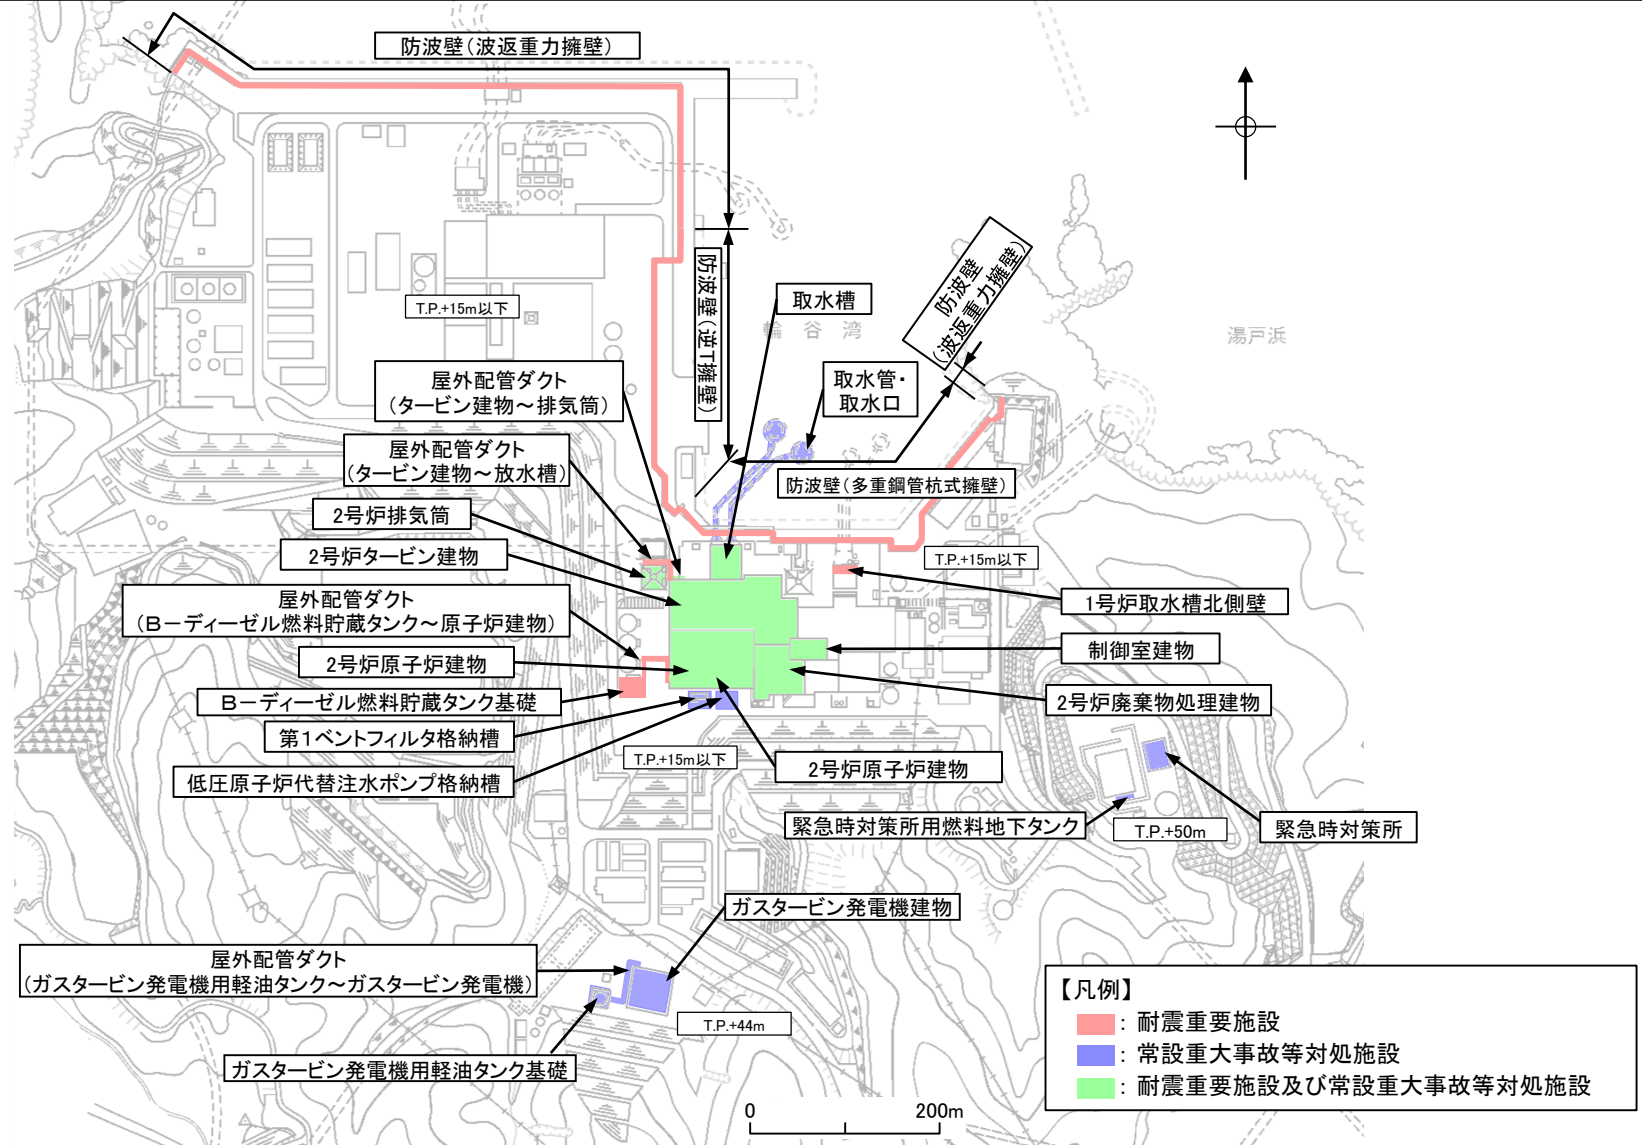 防波壁(波返重力擁壁)
防波壁(逆T擁壁)
防波壁
(波返重力擁壁)
取水槽
輪谷湾
湯戸浜
T.P.+15m以下
屋外配管ダクト
(タービン建物～排気筒)
取水管・
取水口
屋外配管ダクト
(タービン建物～放水槽)
防波壁(多重鋼管杭式擁壁)
2号炉排気筒
2号炉タービン建物
T.P.+15m以下
屋外配管ダクト
(B－ディーゼル燃料貯蔵タンク～原子炉建物)
1号炉取水槽北側壁
制御室建物
2号炉原子炉建物
B－ディーゼル燃料貯蔵タンク基礎
2号炉廃棄物処理建物
第1ベントフィルタ格納槽
T.P.+15m以下
2号炉原子炉建物
低圧原子炉代替注水ポンプ格納槽
緊急時対策所用燃料地下タンク
T.P.+50m
緊急時対策所
ガスタービン発電機建物
屋外配管ダクト
(ガスタービン発電機用軽油タンク～ガスタービン発電機)
T.P.+44m
ガスタービン発電機用軽油タンク基礎
【凡例】
：耐震重要施設
：常設重大事故等対処施設
：耐震重要施設及び常設重大事故等対処施設
0 200m